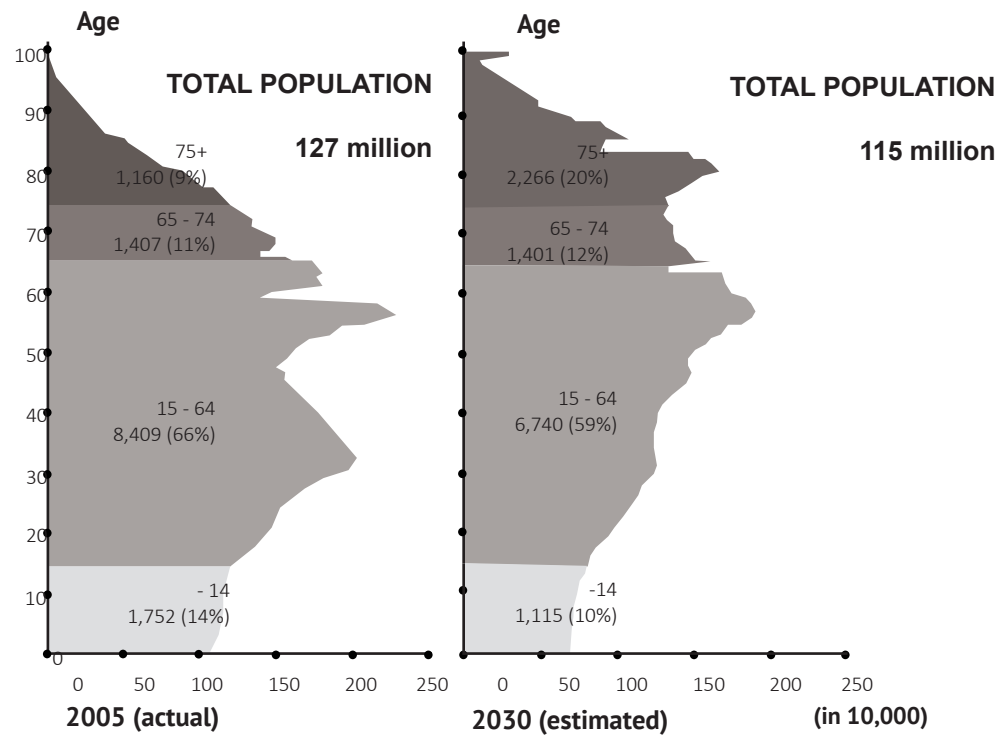 Age
TOTAL POPULATION
127 million
100
90
80
70
60
50
40
30
20
10
0
75+
1,160 (9%)
65 - 74
1,407 (11%)
15 - 64
8,409 (66%)
- 14
1,752 (14%)
0 50 100 150 200 250
2005 (actual)
Age
TOTAL POPULATION
115 million
75+
2,266 (20%)
65 - 74
1,401 (12%)
15 - 64
6,740 (59%)
-14
1,115 (10%)
0 50 100 150 200 250
2030 (estimated)
(in 10,000)